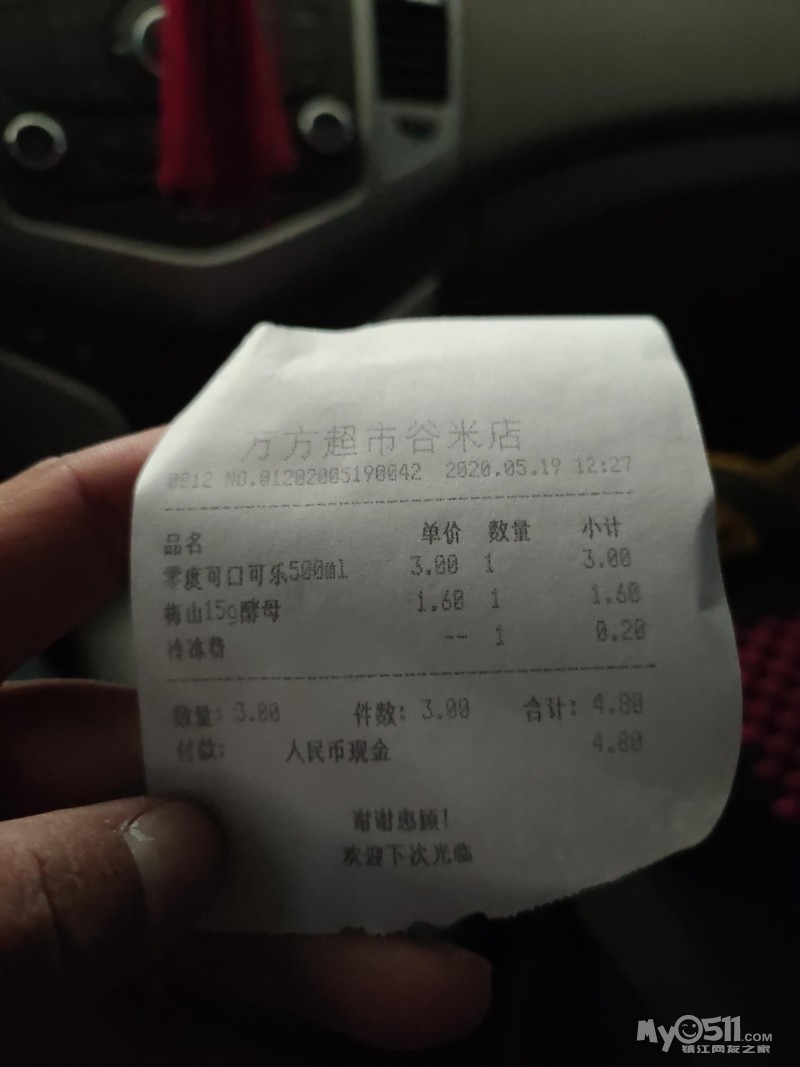 万方超市谷米店
0012 NO.01202005190042 2020.05.19 12:27
品名 单价 数量 小计
零度可口可乐500ml 3.00 1 3.00
梅山15g酵母 1.60 1 1.60
冷冻费 -- 1 0.20
数量: 3.00 件数: 3.00 合计: 4.80
付款: 人民币现金 4.80
谢谢惠顾!
欢迎下次光临
My0511.COM
镇江网友之家